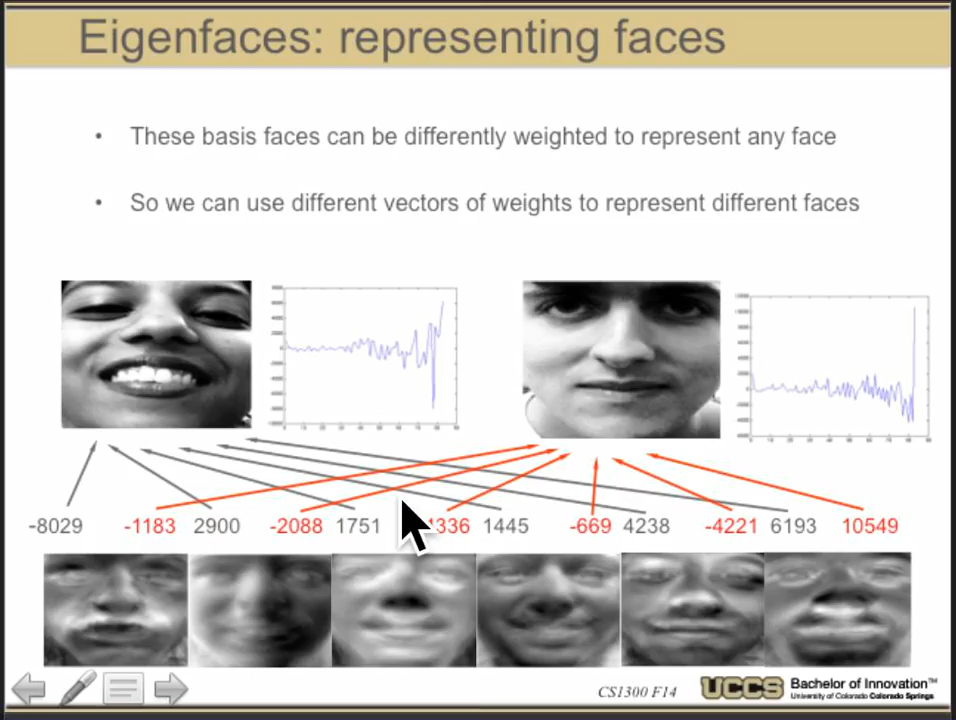 Eigenfaces: representing faces
• These basis faces can be differently weighted to represent any face
• So we can use different vectors of weights to represent different faces
-8029 -1183 2900 -2088 1751 336 1445 -669 4238 -4221 6193 10549
CS1300 F14
UCCS Bachelor of Innovation™
University of Colorado Colorado Springs